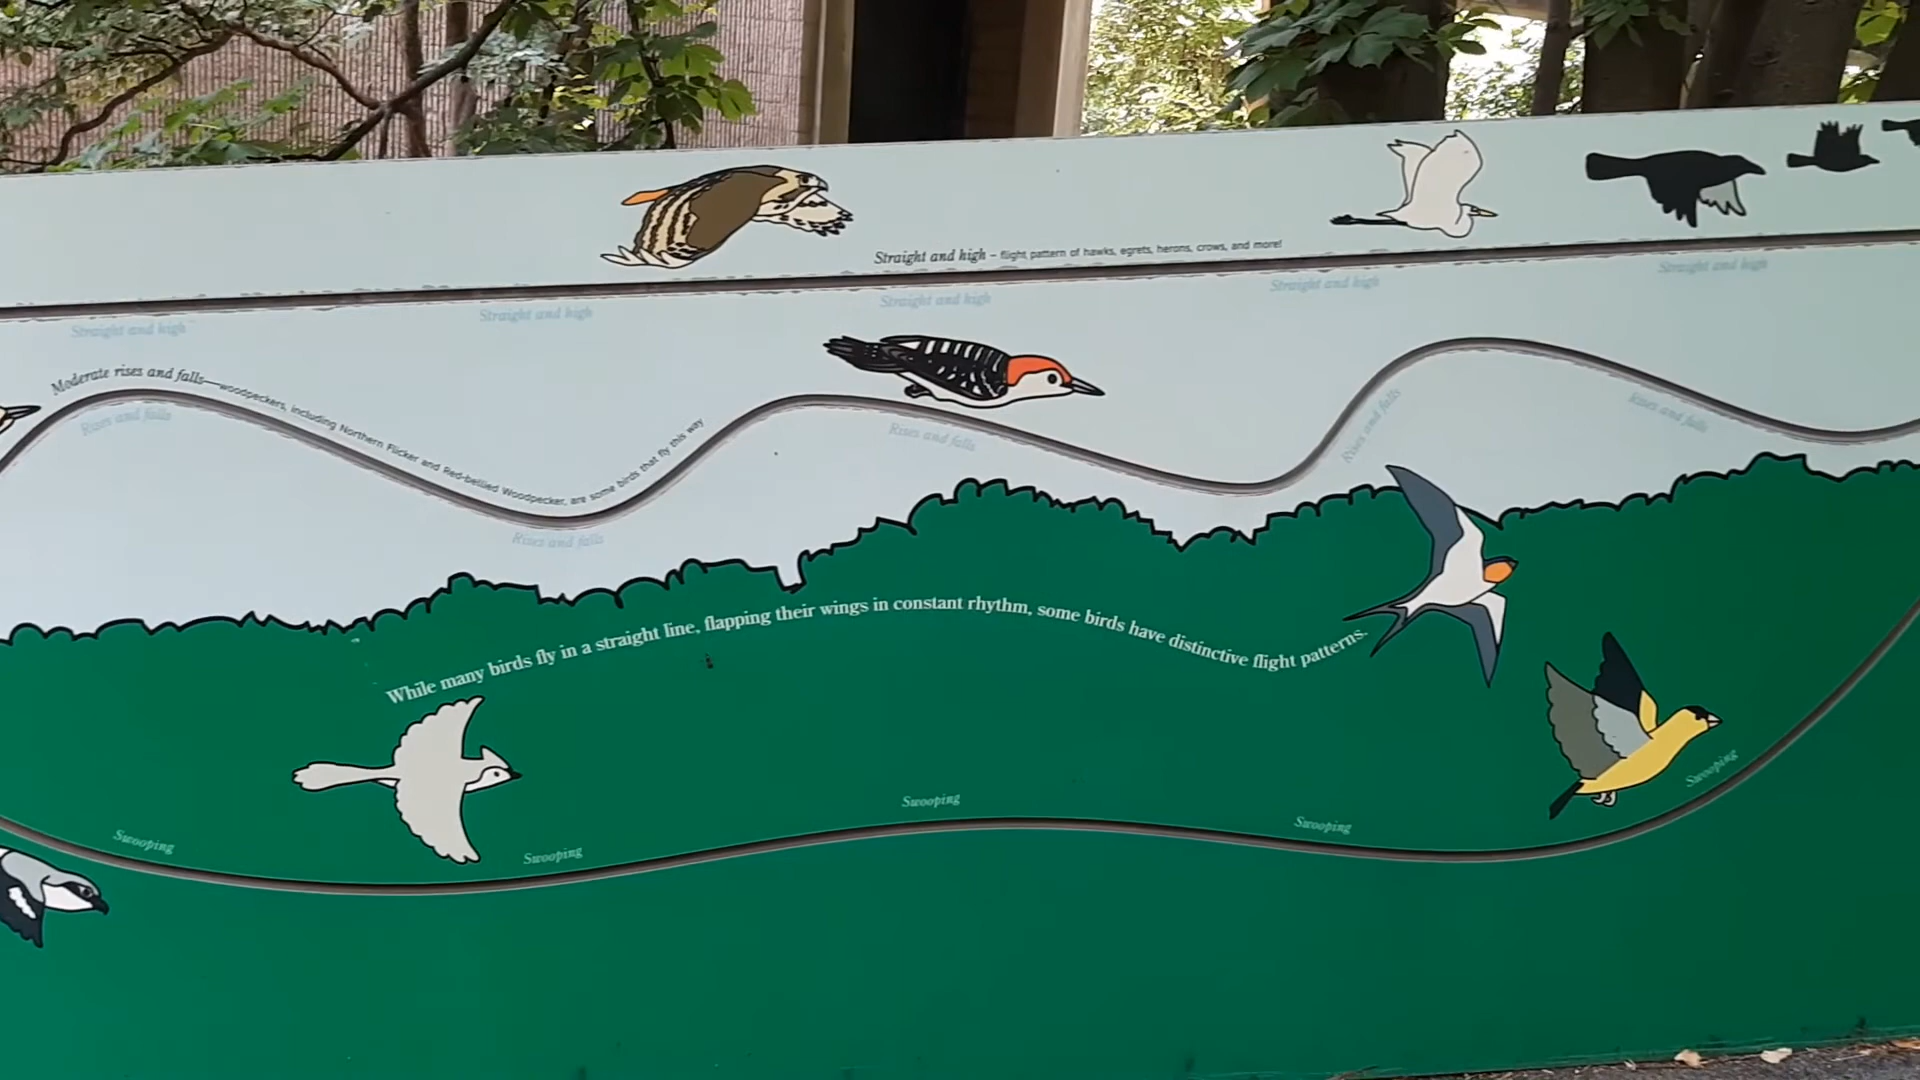 Straight and high – flight pattern of hawks, egrets, herons, crows, and more!
Straight and high
Straight and high
Straight and high
Straight and high
Straight and high
Moderate rises and falls—woodpeckers, including Northern Flicker and Red-bellied Woodpecker, are some birds that fly this way
Rises and falls
Rises and falls
Rises and falls
Rises and falls
Rises and falls
While many birds fly in a straight line, flapping their wings in constant rhythm, some birds have distinctive flight patterns.
Swooping
Swooping
Swooping
Swooping
Swooping